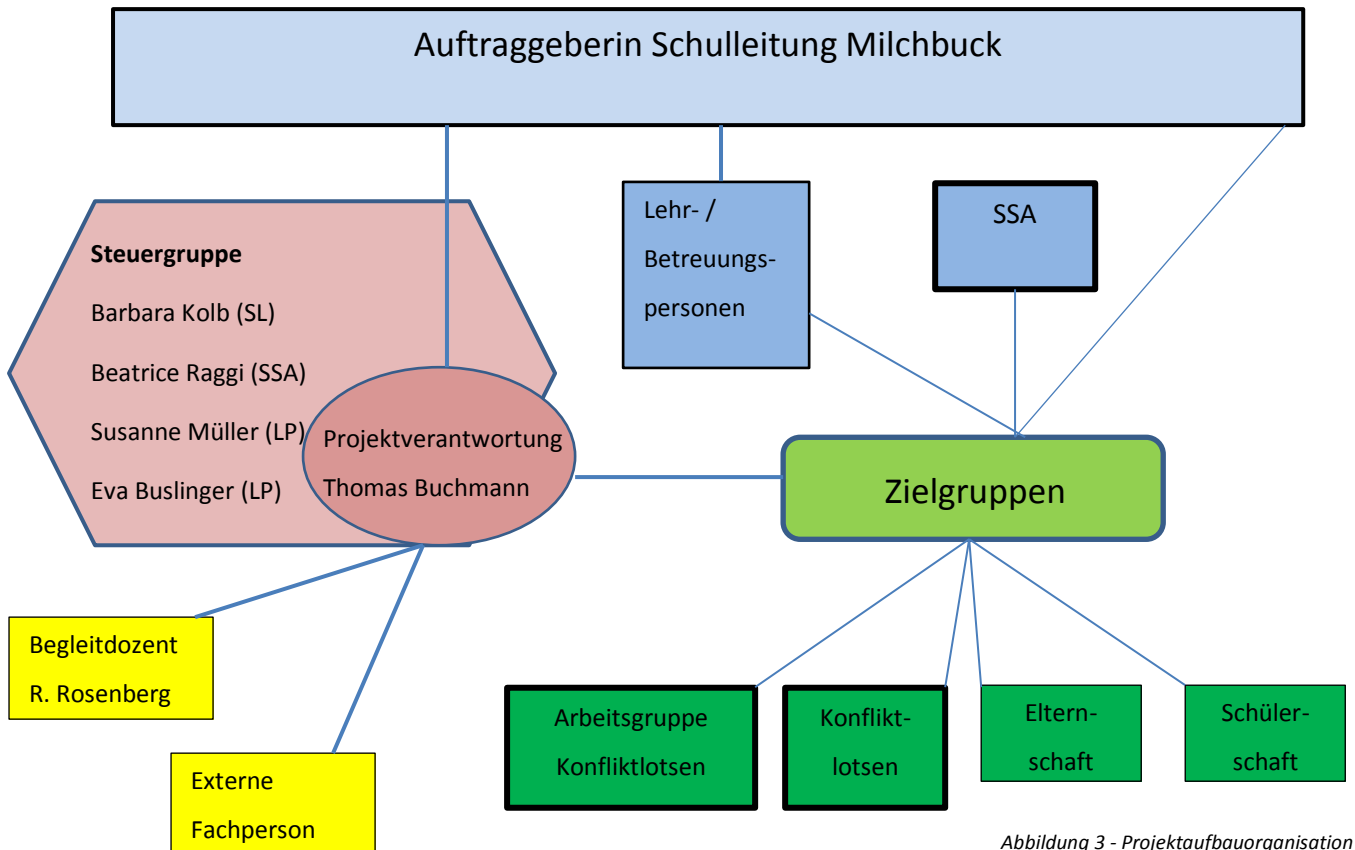 Auftraggeberin Schulleitung Milchbuck
Lehr- /
Betreuungs-
personen
SSA
Steuergruppe
Barbara Kolb (SL)
Beatrice Raggi (SSA)
Susanne Müller (LP)
Eva Buslinger (LP)
Projektverantwortung
Thomas Buchmann
Zielgruppen
Begleitdozent
R. Rosenberg
Externe
Fachperson
Arbeitsgruppe
Konfliktlotsen
Konflikt-
lotsen
Eltern-
schaft
Schüler-
schaft
Abbildung 3 - Projektaufbauorganisation